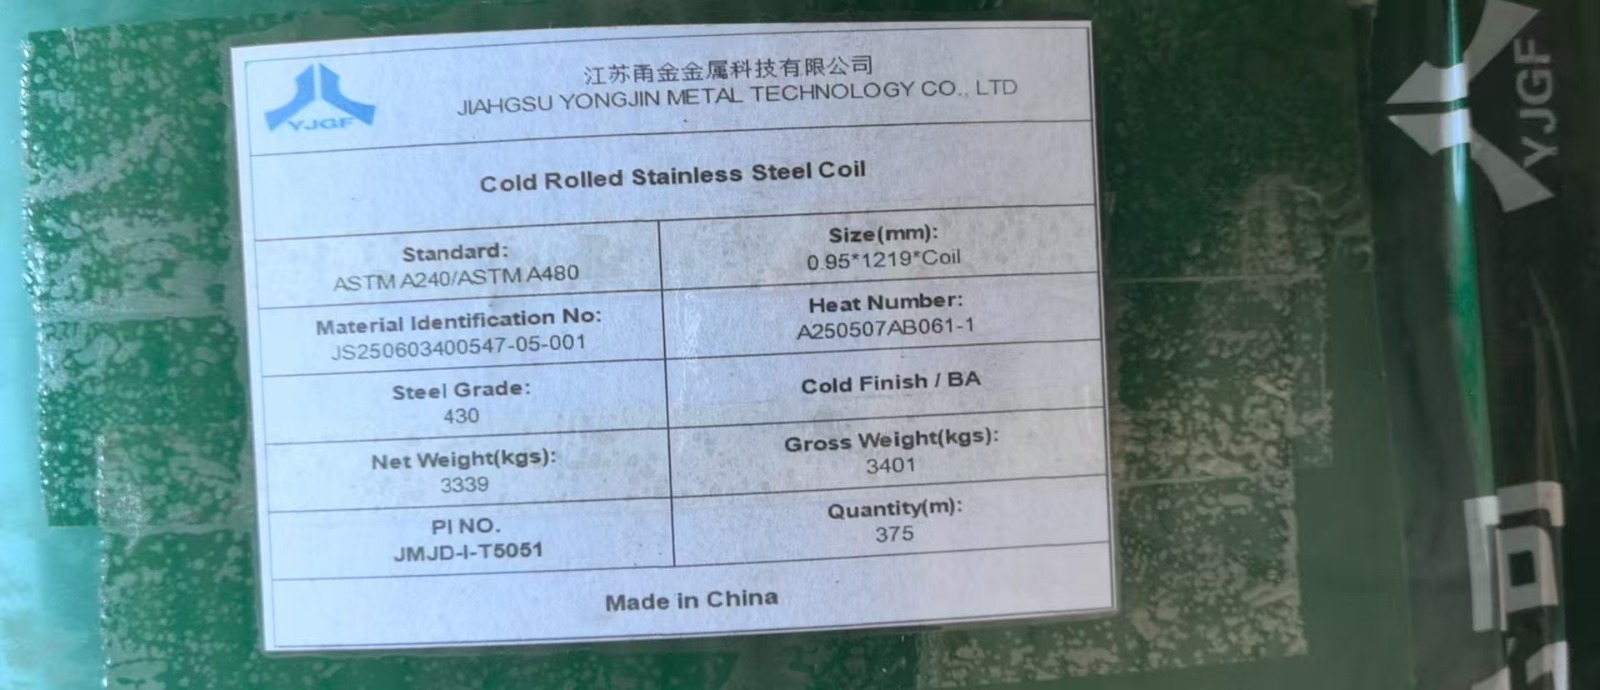 YJGF
江苏甬金金属科技有限公司
JIAHGSU YONGJIN METAL TECHNOLOGY CO., LTD
Cold Rolled Stainless Steel Coil
Standard:
ASTM A240/ASTM A480
Size(mm):
0.95*1219*Coil
Material Identification No:
JS250603400547-05-001
Heat Number:
A250507AB061-1
Steel Grade:
430
Cold Finish / BA
Net Weight(kgs):
3339
Gross Weight(kgs):
3401
PI NO.
JMJD-I-T5051
Quantity(m):
375
Made in China
YJGF